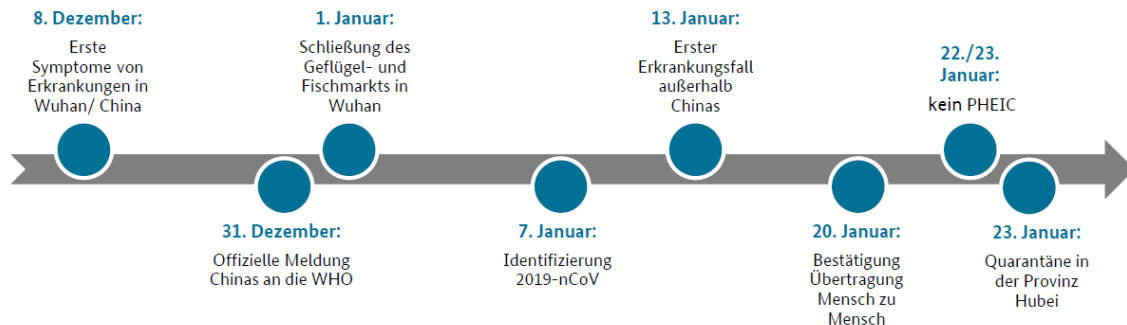 8. Dezember:
Erste
Symptome von
Erkrankungen in
Wuhan/ China
31. Dezember:
Offizielle Meldung
Chinas an die WHO
1. Januar:
Schließung des
Geflügel- und
Fischmarkts in
Wuhan
7. Januar:
Identifizierung
2019-nCoV
13. Januar:
Erster
Erkrankungsfall
außerhalb
Chinas
20. Januar:
Bestätigung
Übertragung
Mensch zu
Mensch
22./23.
Januar:
kein PHEIC
23. Januar:
Quarantäne in
der Provinz
Hubei